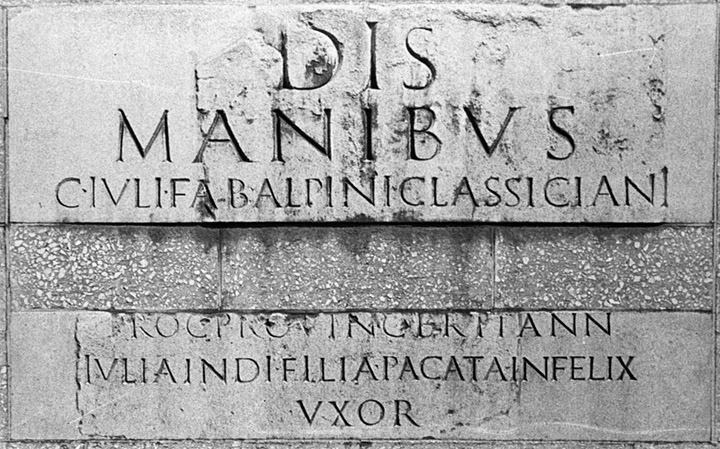 DIS
MANIBVS
C·IVLI·FAB·ALPINI CLASSICIANI
PROC PROVINC BRITANN
IVLIA INDI·FILIA PACATA·INFELIX
VXOR